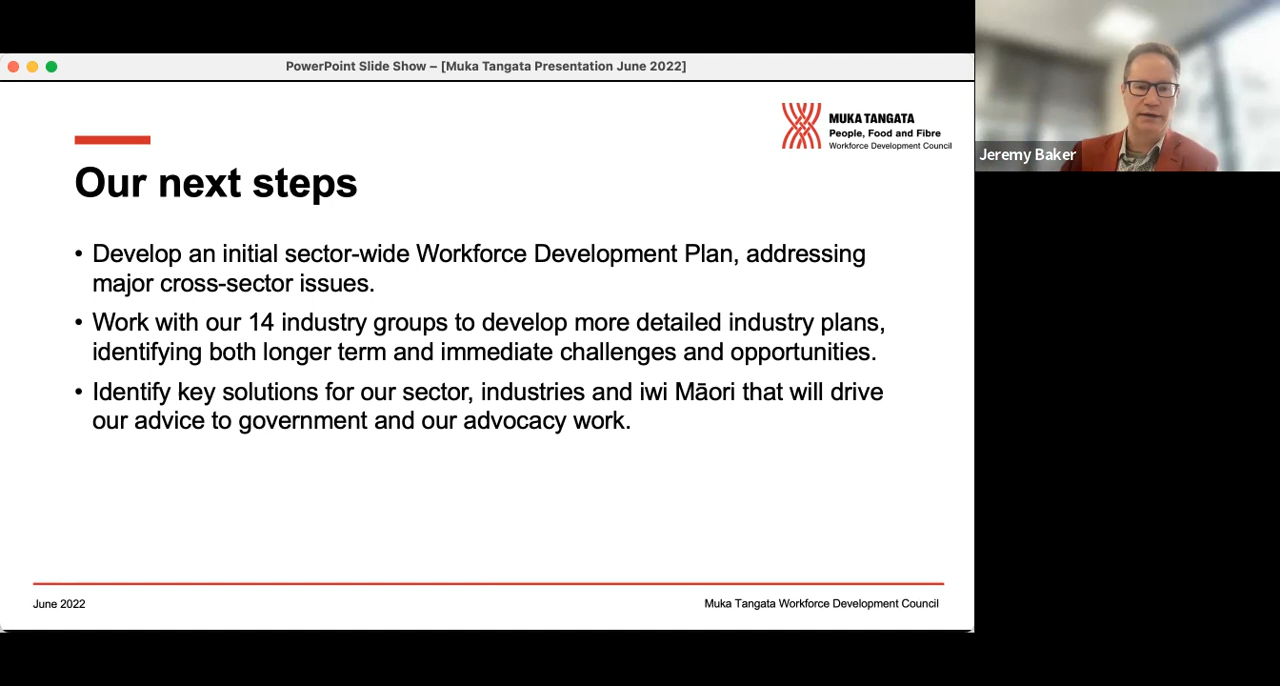 PowerPoint Slide Show – [Muka Tangata Presentation June 2022]
MUKA TANGATA
People, Food and Fibre
Workforce Development Council
Jeremy Baker
Our next steps
• Develop an initial sector-wide Workforce Development Plan, addressing
major cross-sector issues.
• Work with our 14 industry groups to develop more detailed industry plans,
identifying both longer term and immediate challenges and opportunities.
• Identify key solutions for our sector, industries and iwi Māori that will drive
our advice to government and our advocacy work.
June 2022
Muka Tangata Workforce Development Council